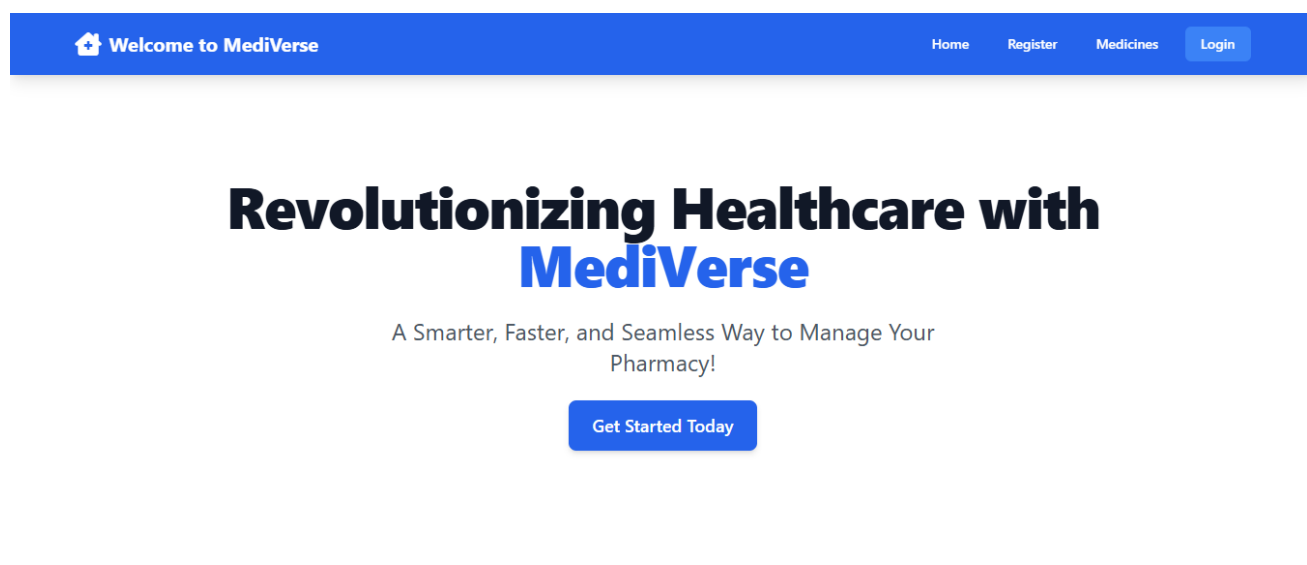 Welcome to MediVerse
Home
Register
Medicines
Login
Revolutionizing Healthcare with
MediVerse
A Smarter, Faster, and Seamless Way to Manage Your
Pharmacy!
Get Started Today